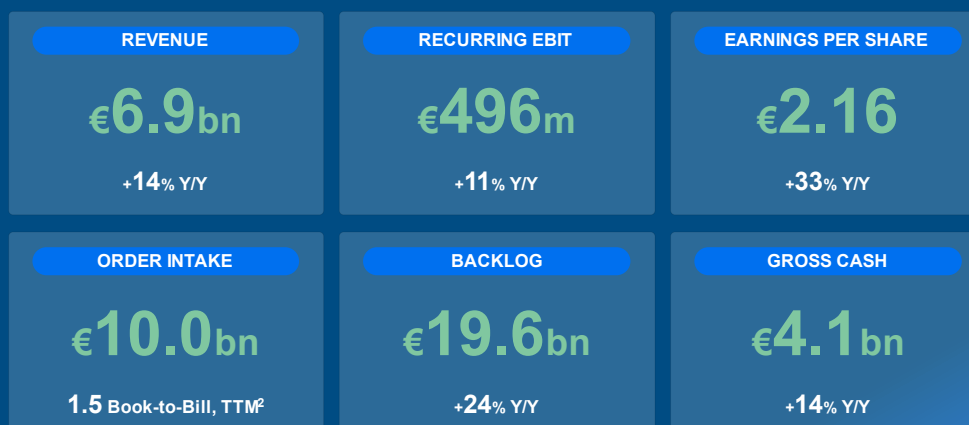 REVENUE
€6.9bn
+14% Y/Y
RECURRING EBIT
€496m
+11% Y/Y
EARNINGS PER SHARE
€2.16
+33% Y/Y
ORDER INTAKE
€10.0bn
1.5 Book-to-Bill, TTM²
BACKLOG
€19.6bn
+24% Y/Y
GROSS CASH
€4.1bn
+14% Y/Y